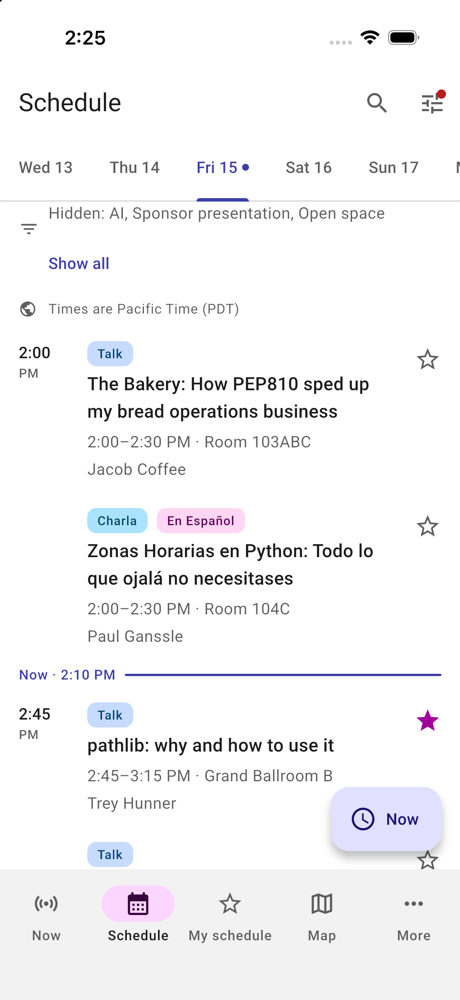 2:25
Schedule
Wed 13 Thu 14 Fri 15 Sat 16 Sun 17
Hidden: AI, Sponsor presentation, Open space
Show all
Times are Pacific Time (PDT)
2:00
PM
Talk
The Bakery: How PEP810 sped up
my bread operations business
2:00–2:30 PM · Room 103ABC
Jacob Coffee
Charla En Español
Zonas Horarias en Python: Todo lo
que ojalá no necesitases
2:00–2:30 PM · Room 104C
Paul Ganssle
Now · 2:10 PM
2:45
PM
Talk
pathlib: why and how to use it
2:45–3:15 PM · Grand Ballroom B
Trey Hunner
Now
Talk
Now Schedule My schedule Map More